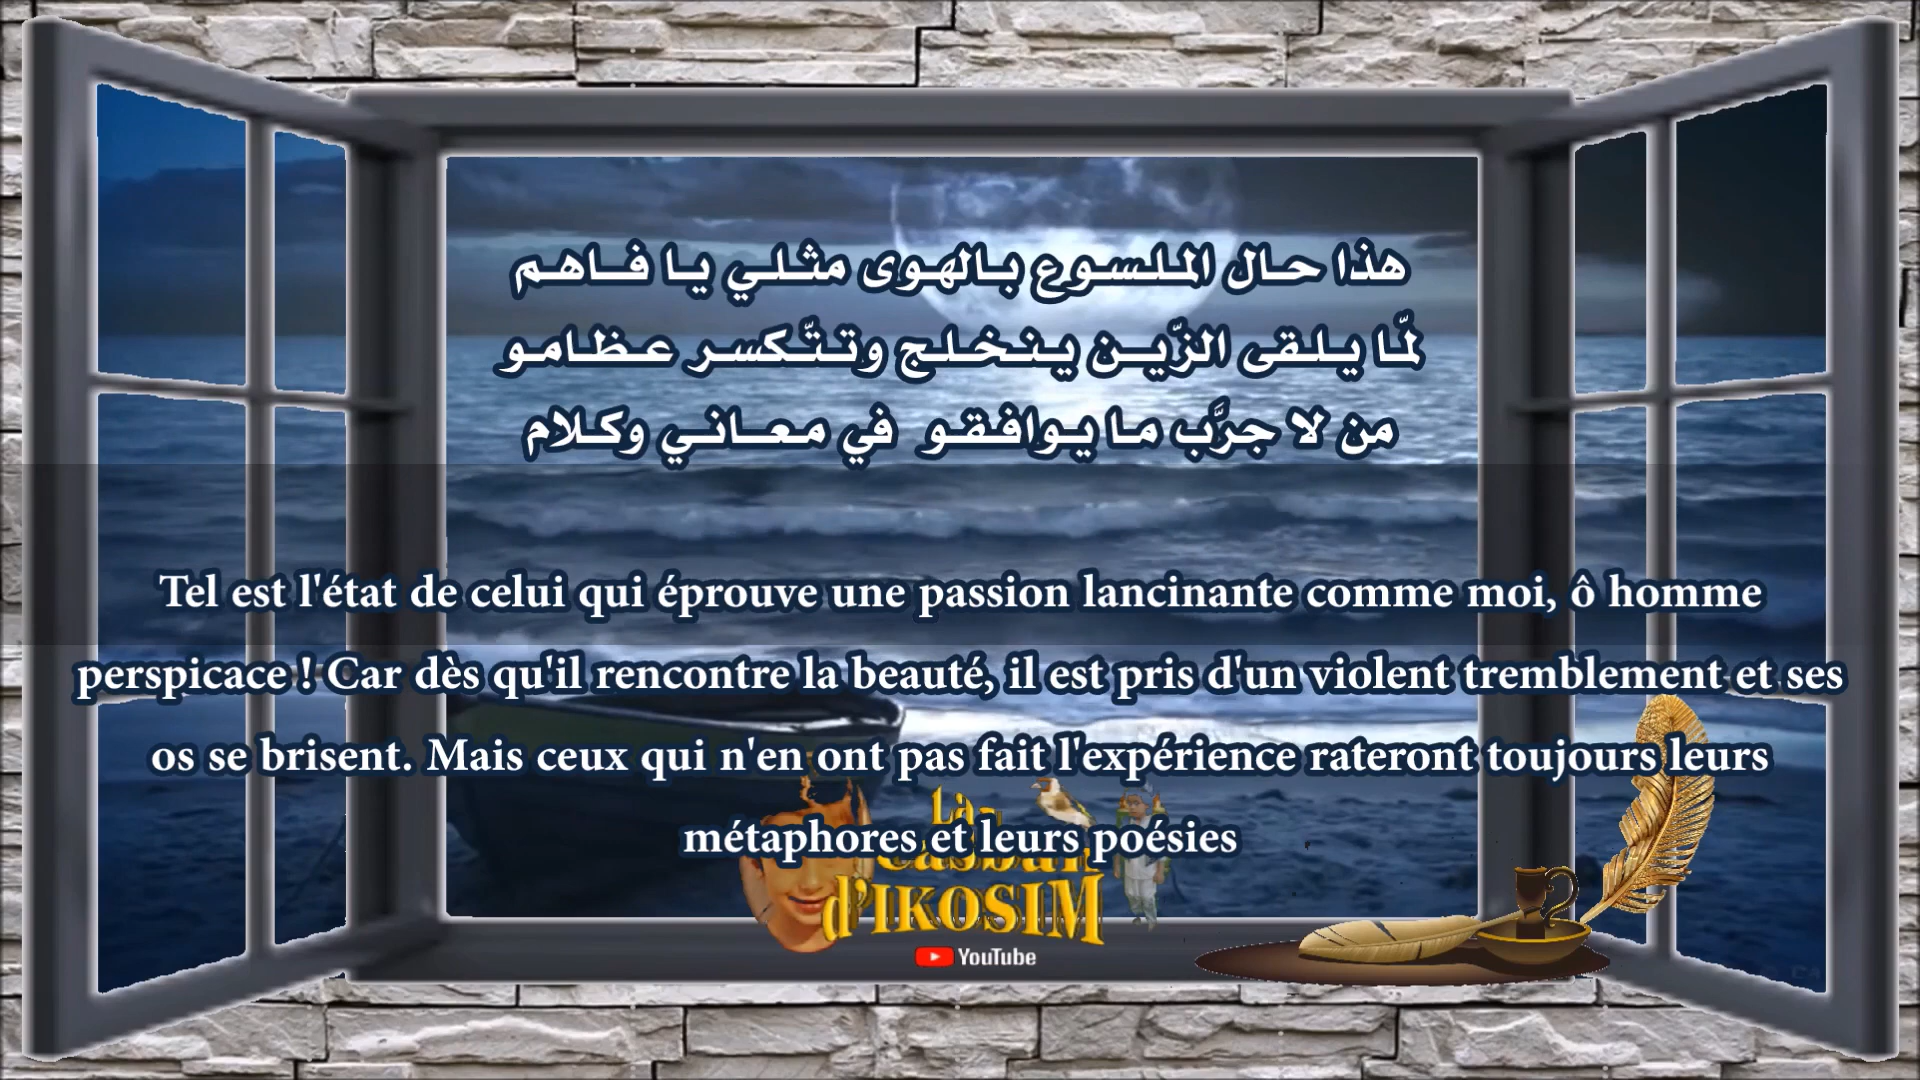 هذا حال الملسوع بالهوى مثلي يا فاهم
لمّا يلقى الزّين ينخلج وتتّكسر عظامو
من لا جرَّب ما يوافقو في معاني وكلام
Tel est l'état de celui qui éprouve une passion lancinante comme moi, ô homme
perspicace ! Car dès qu'il rencontre la beauté, il est pris d'un violent tremblement et ses
os se brisent. Mais ceux qui n'en ont pas fait l'expérience rateront toujours leurs
métaphores et leurs poésies
La
Casbah
d'IKOSIM
YouTube